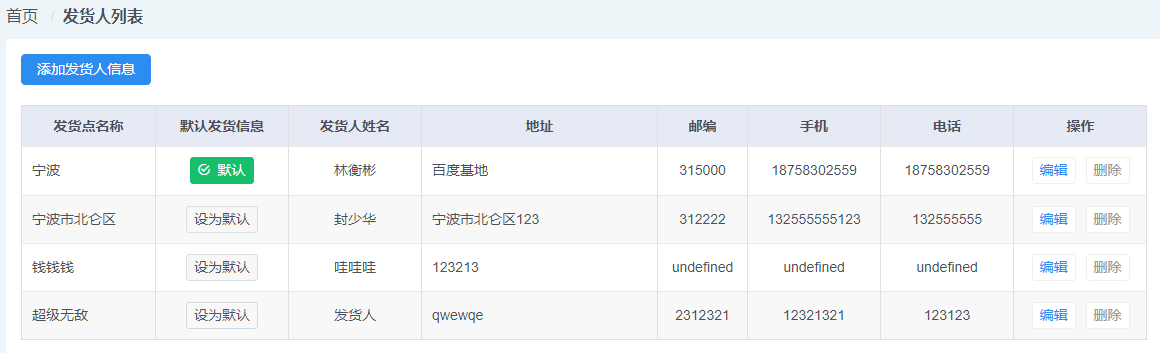 首页 / 发货人列表
添加发货人信息
发货点名称 默认发货信息 发货人姓名 地址 邮编 手机 电话 操作
宁波 默认 林衡彬 百度基地 315000 18758302559 18758302559 编辑 删除
宁波市北仑区 设为默认 封少华 宁波市北仑区123 312222 132555555123 132555555 编辑 删除
钱钱钱 设为默认 哇哇哇 123213 undefined undefined undefined 编辑 删除
超级无敌 设为默认 发货人 qwewqe 2312321 12321321 123123 编辑 删除